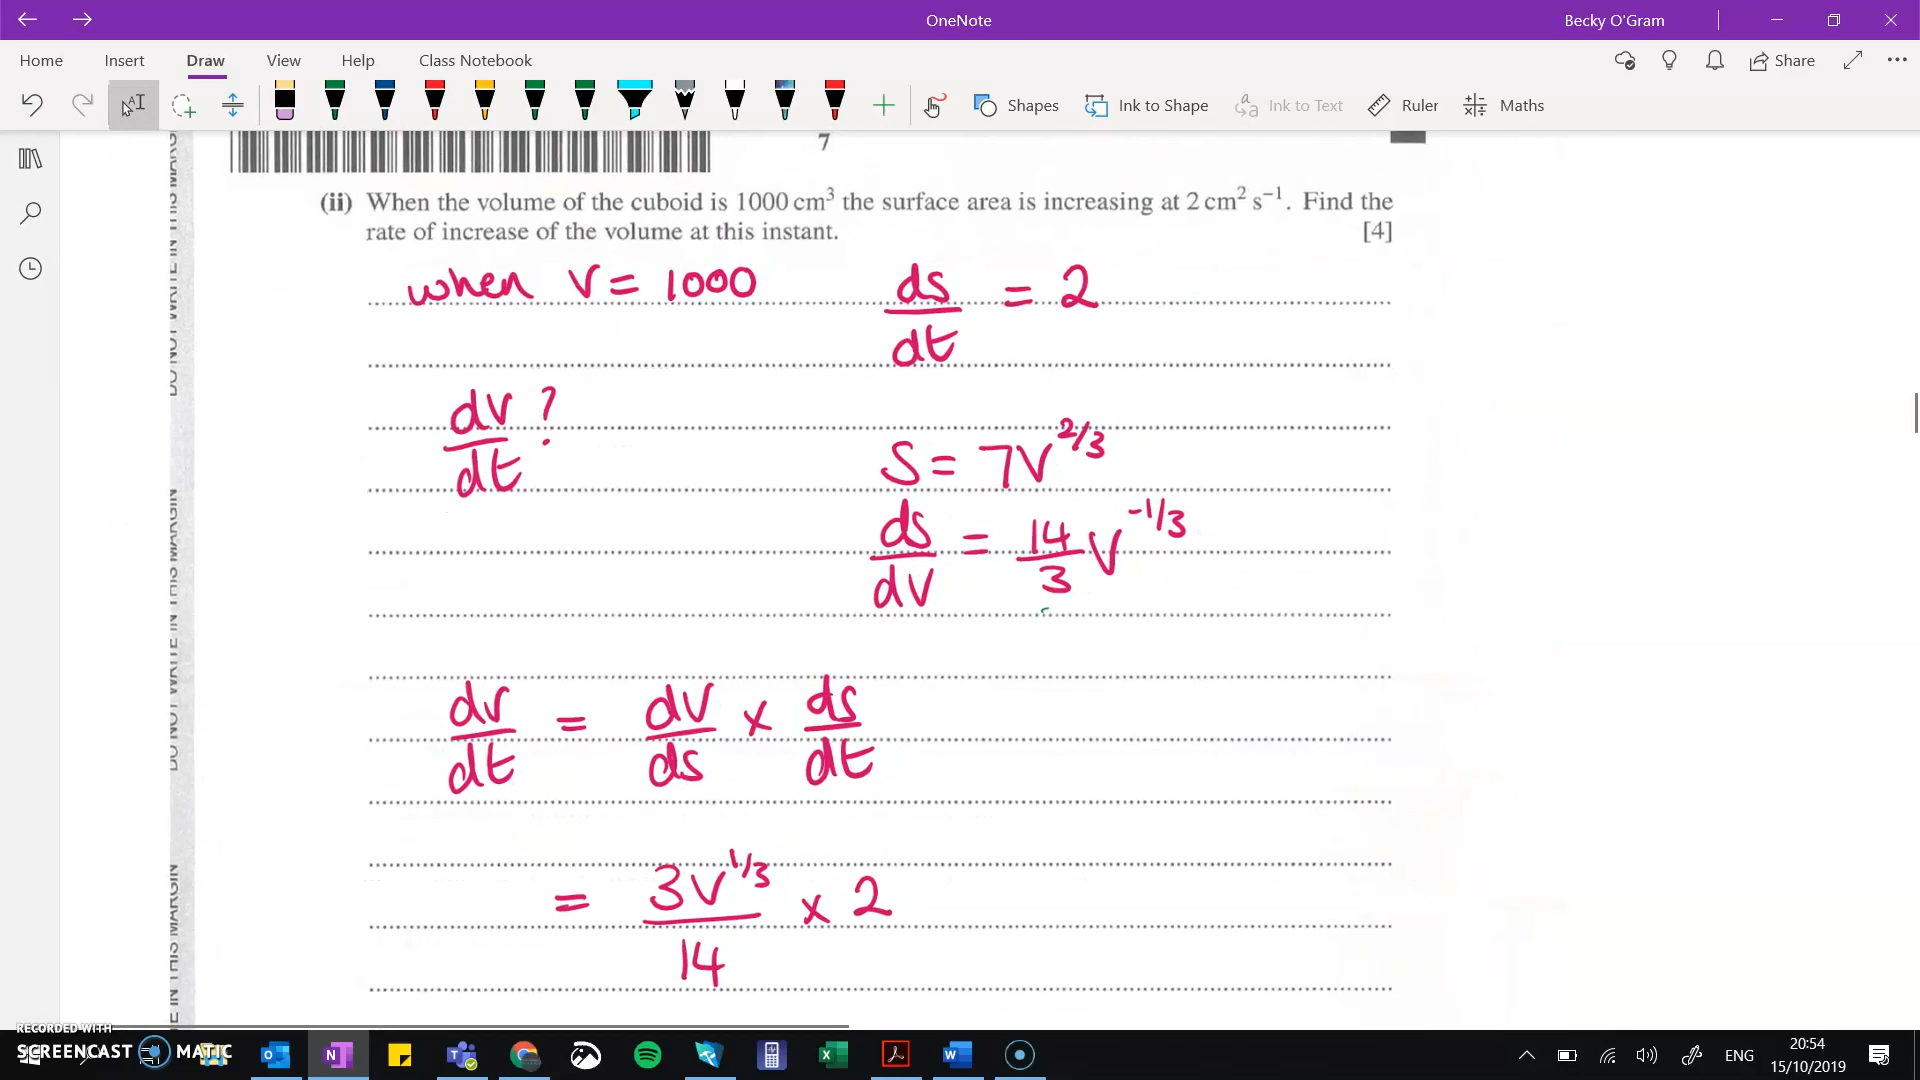 OneNote
Becky O'Gram
Home Insert Draw View Help Class Notebook
Share
Shapes Ink to Shape Ink to Text Ruler Maths
7
(ii) When the volume of the cuboid is 1000 cm³ the surface area is increasing at 2 cm² s⁻¹. Find the
rate of increase of the volume at this instant. [4]
when V = 1000 ds/dt = 2
dv/dt ?
S = 7V^2/3
ds/dv = 14/3 V^-1/3
dv/dt = dv/ds × ds/dt
= 3V^1/3 / 14 × 2
DO NOT WRITE IN THIS MARGIN
RECORDED WITH
SCREENCAST MATIC
ENG
20:54
15/10/2019